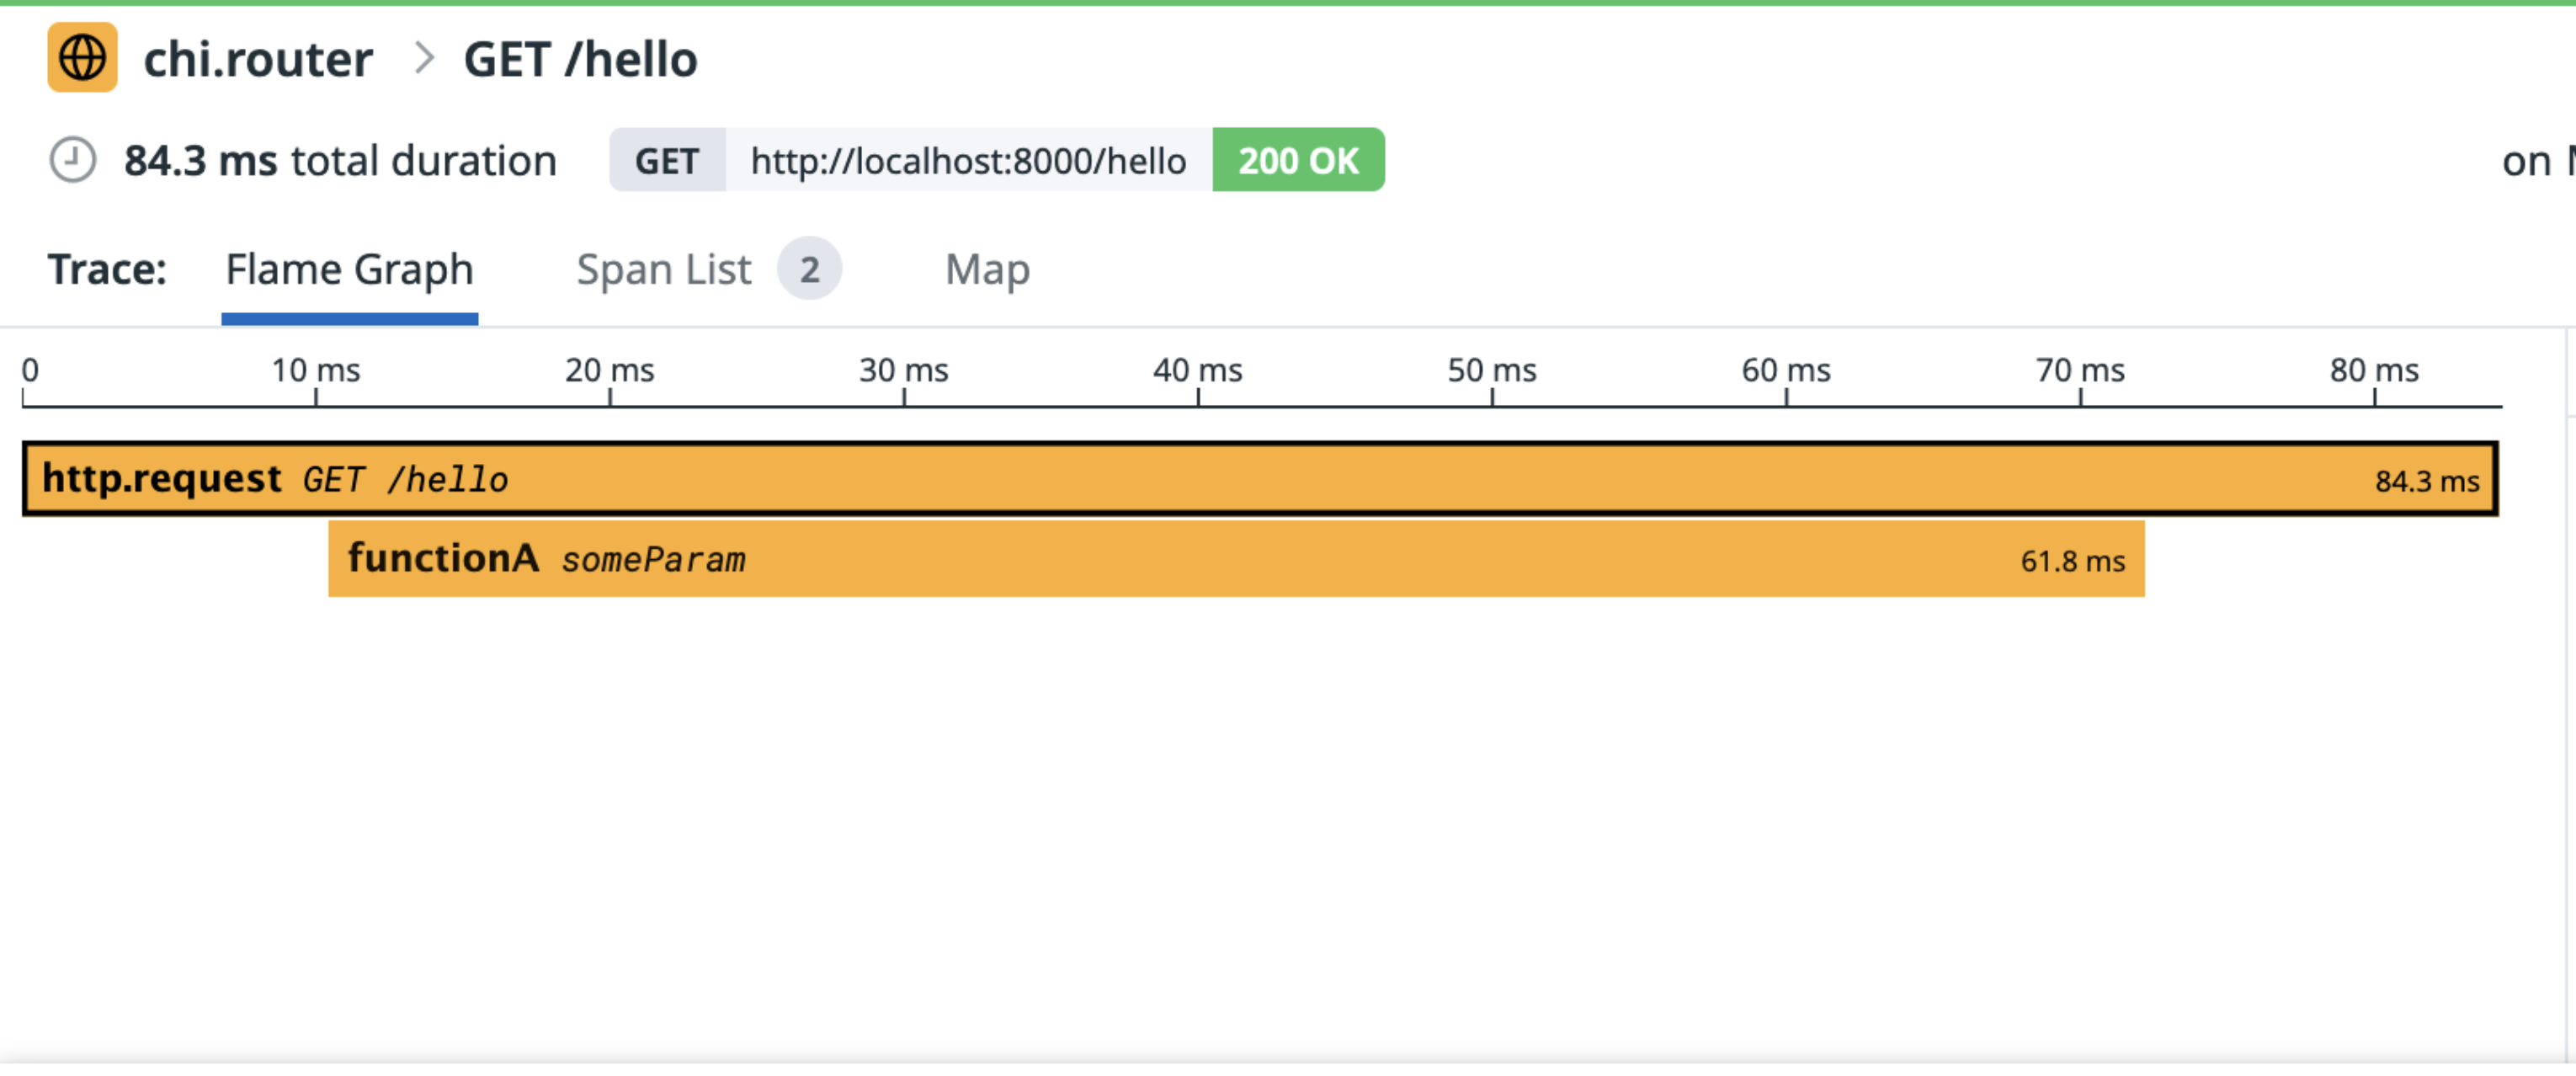 chi.router > GET /hello
84.3 ms total duration GET http://localhost:8000/hello 200 OK on
Trace: Flame Graph Span List 2 Map
0 10 ms 20 ms 30 ms 40 ms 50 ms 60 ms 70 ms 80 ms
http.request GET /hello 84.3 ms
functionA someParam 61.8 ms